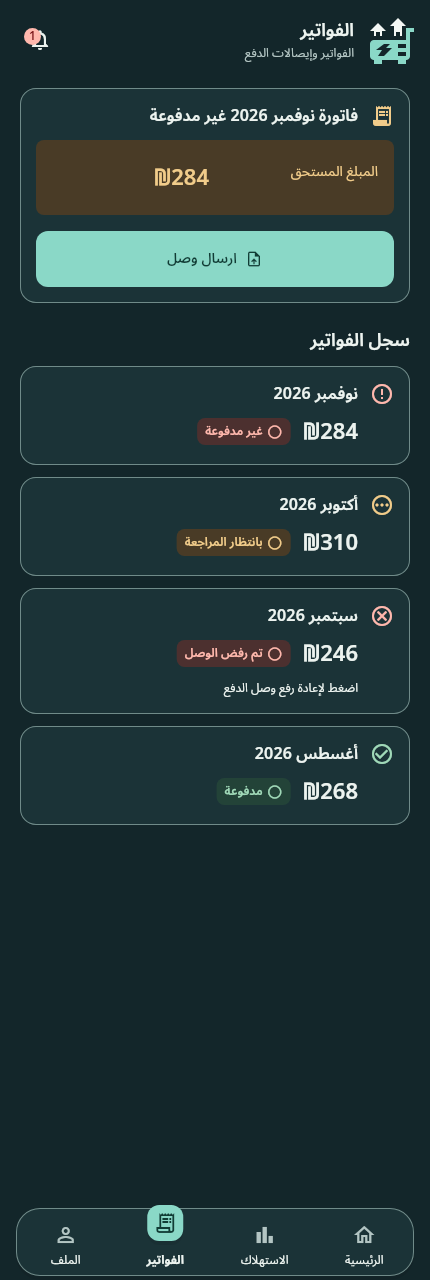 الفواتير
الفواتير وإيصالات الدفع
1
فاتورة نوفمبر 2026 غير مدفوعة
المبلغ المستحق
₪284
ارسال وصل
سجل الفواتير
نوفمبر 2026
₪284
غير مدفوعة
أكتوبر 2026
₪310
بانتظار المراجعة
سبتمبر 2026
₪246
تم رفض الوصل
اضغط لإعادة رفع وصل الدفع
أغسطس 2026
₪268
مدفوعة
الرئيسية
الاستهلاك
الفواتير
الملف